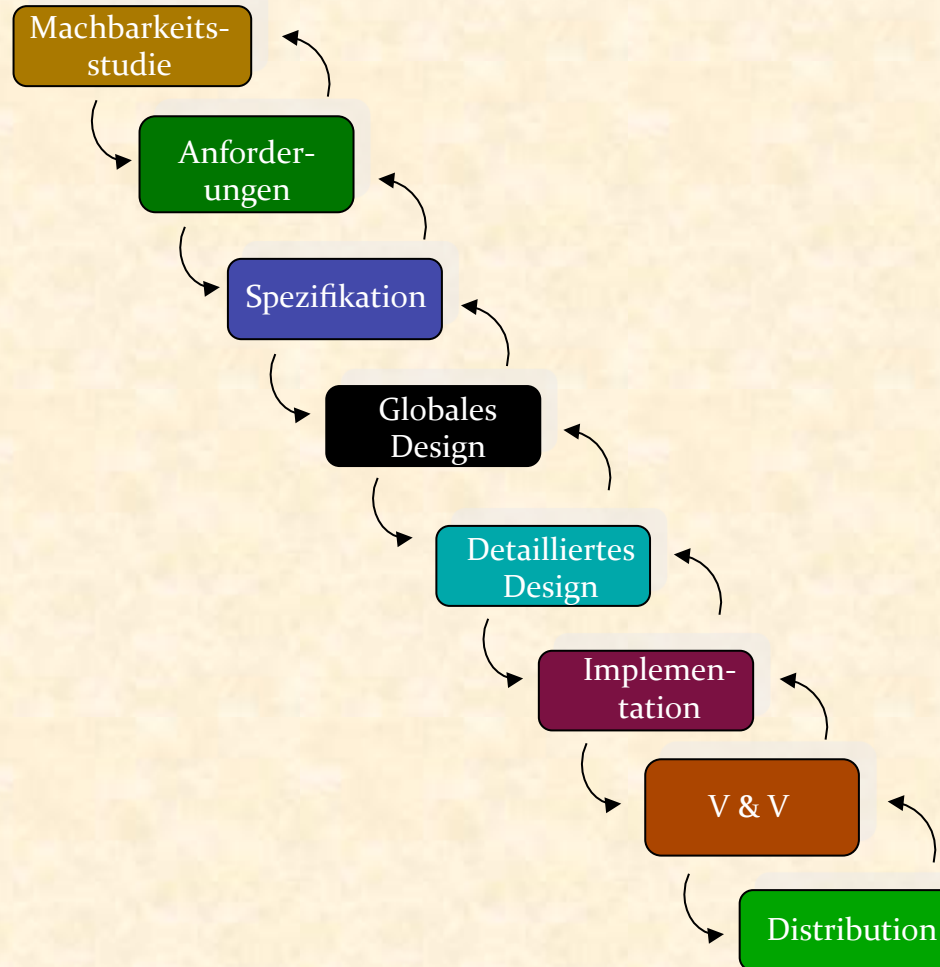 Machbarkeits-
studie
Anforder-
ungen
Spezifikation
Globales
Design
Detailliertes
Design
Implemen-
tation
V & V
Distribution